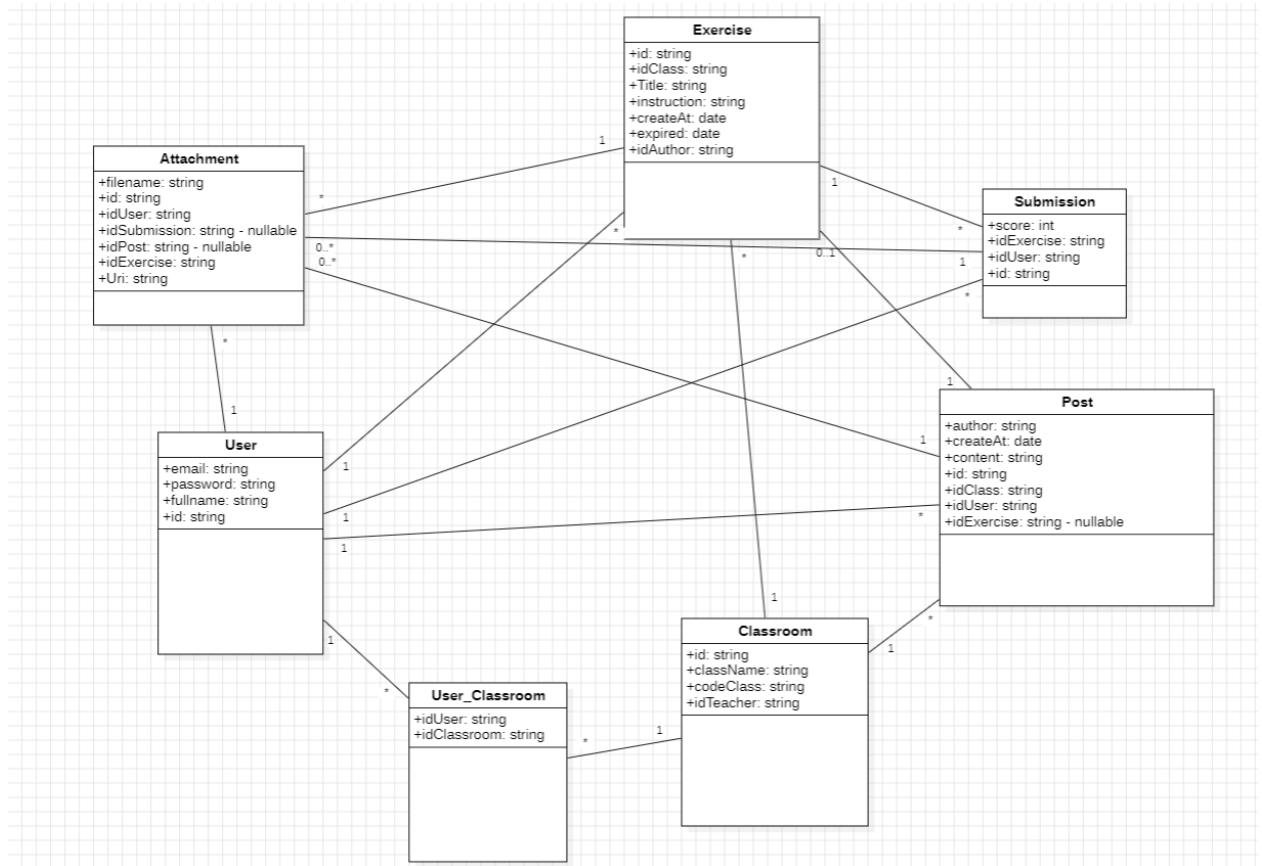 Exercise
+id: string
+idClass: string
+Title: string
+instruction: string
+createAt: date
+expired: date
+idAuthor: string
1
*
1
*
*
0..1
*
Attachment
+filename: string
+id: string
+idUser: string
+idSubmission: string - nullable
+idPost: string - nullable
+idExercise: string
+Uri: string
0..*
0..*
*
1
Submission
+score: int
+idExercise: string
+idUser: string
+id: string
1
*
User
+email: string
+password: string
+fullname: string
+id: string
1
1
1
1
Post
+author: string
+createAt: date
+content: string
+id: string
+idClass: string
+idUser: string
+idExercise: string - nullable
1
1
*
*
1
Classroom
+id: string
+className: string
+codeClass: string
+idTeacher: string
1
1
*
*
User_Classroom
+idUser: string
+idClassroom: string